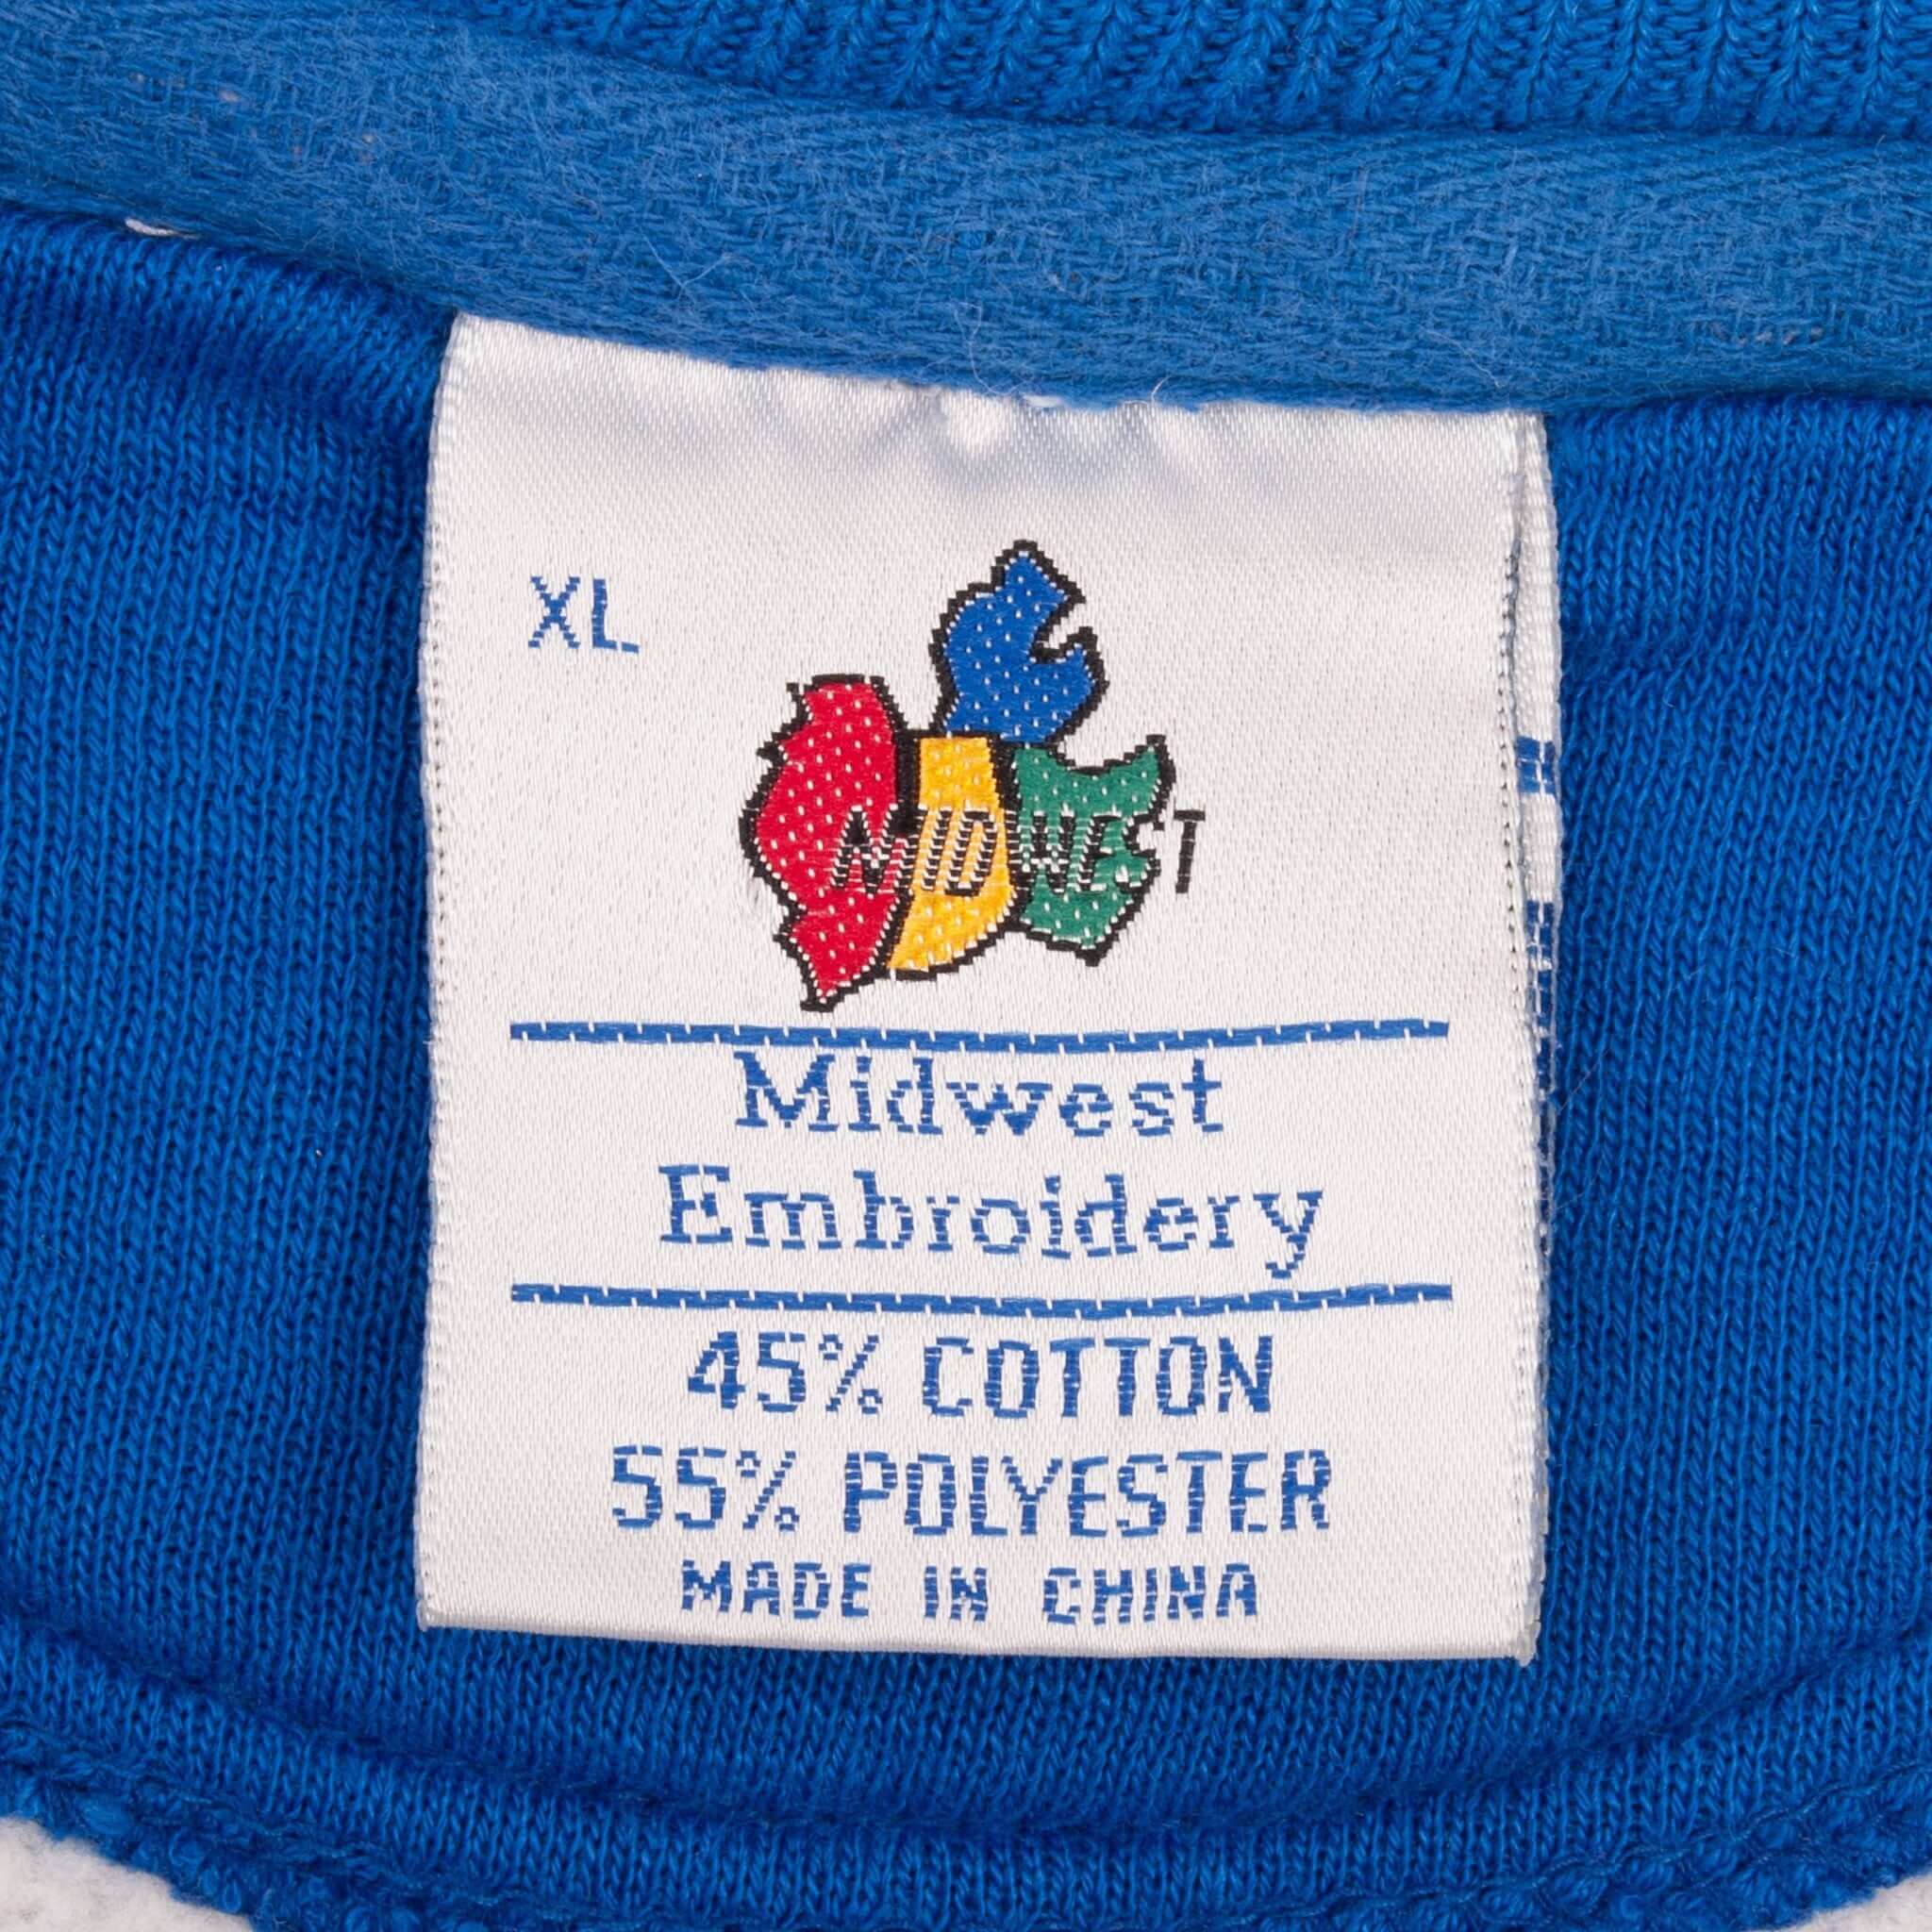 XL
MIDWEST
Midwest
Embroidery
45% COTTON
55% POLYESTER
MADE IN CHINA